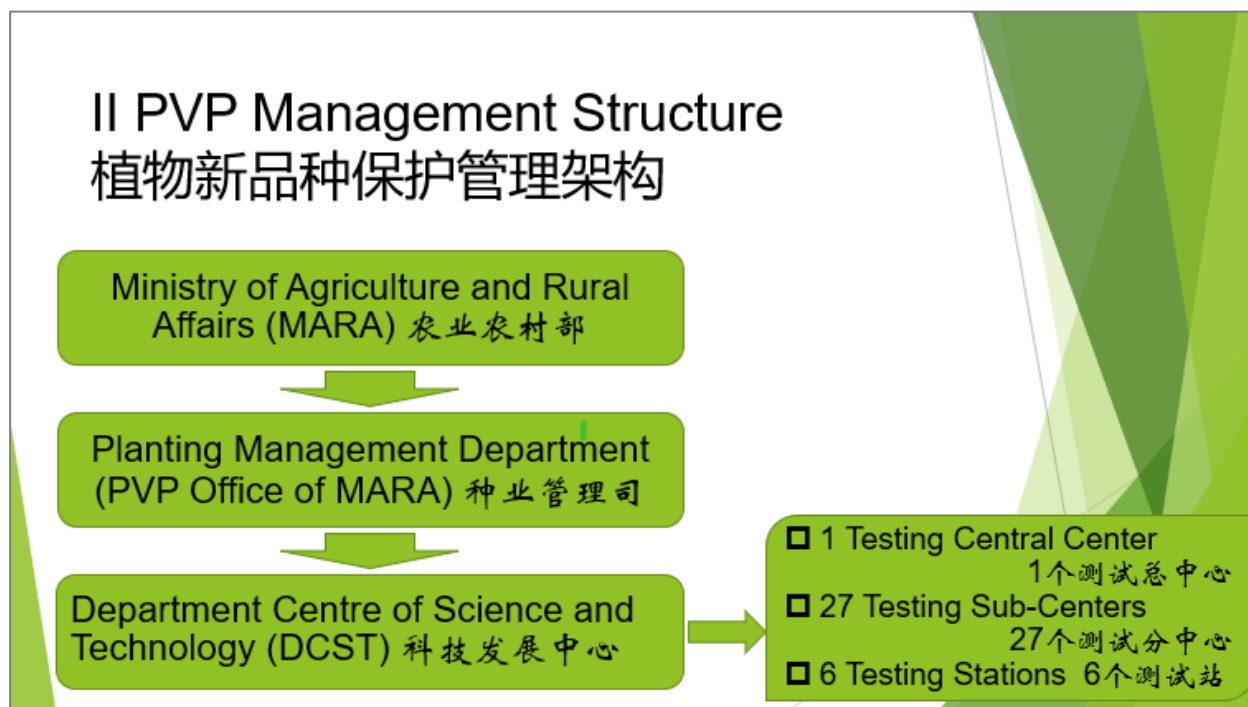 II PVP Management Structure
植物新品种保护管理架构
Ministry of Agriculture and Rural
Affairs (MARA) 农业农村部
Planting Management Department
(PVP Office of MARA) 种业管理司
Department Centre of Science and
Technology (DCST) 科技发展中心
1 Testing Central Center
1个测试总中心
27 Testing Sub-Centers
27个测试分中心
6 Testing Stations 6个测试站